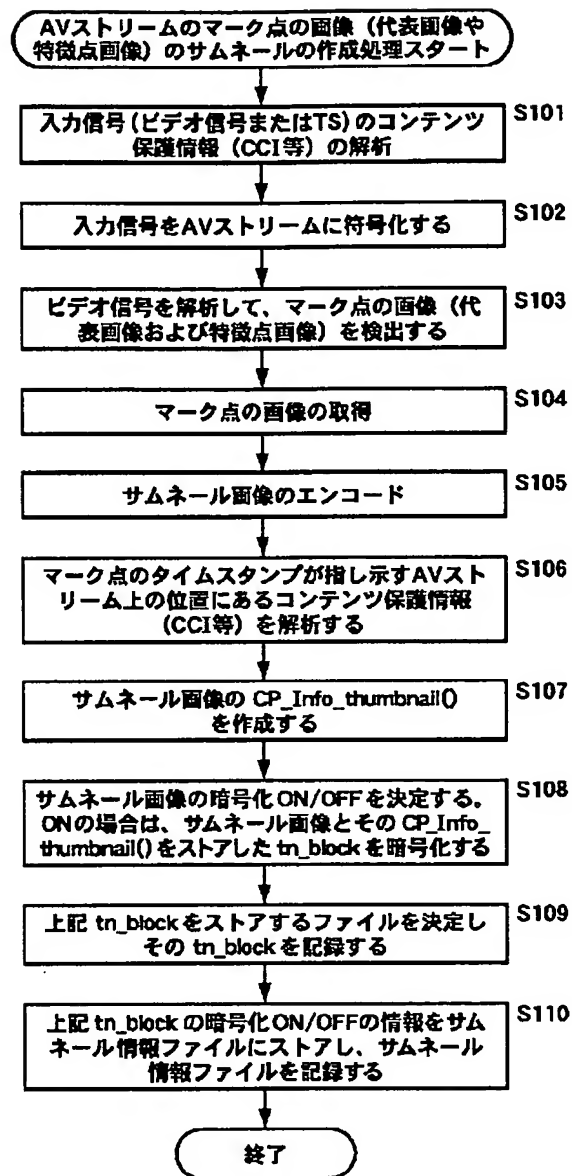 AVストリームのマーク点の画像（代表画像や
特徴点画像）のサムネールの作成処理スタート
S101
入力信号（ビデオ信号またはTS）のコンテンツ
保護情報（CCI等）の解析
S102
入力信号をAVストリームに符号化する
S103
ビデオ信号を解析して、マーク点の画像（代
表画像および特徴点画像）を検出する
S104
マーク点の画像の取得
S105
サムネール画像のエンコード
S106
マーク点のタイムスタンプが指し示すAVスト
リーム上の位置にあるコンテンツ保護情報
（CCI等）を解析する
S107
サムネール画像の CP_Info_thumbnail()
を作成する
S108
サムネール画像の暗号化 ON/OFF を決定する。
ONの場合は、サムネール画像とその CP_Info_
thumbnail() をストアした tn_block を暗号化する
S109
上記 tn_block をストアするファイルを決定し
その tn_block を記録する
S110
上記 tn_block の暗号化 ON/OFFの情報をサム
ネール情報ファイルにストアし、サムネール
情報ファイルを記録する
終了